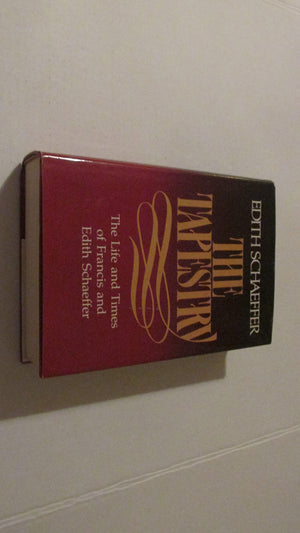 EDITH SCHAEFFER
THE
TAPESTRY
The Life and Times
of Francis and
Edith Schaeffer